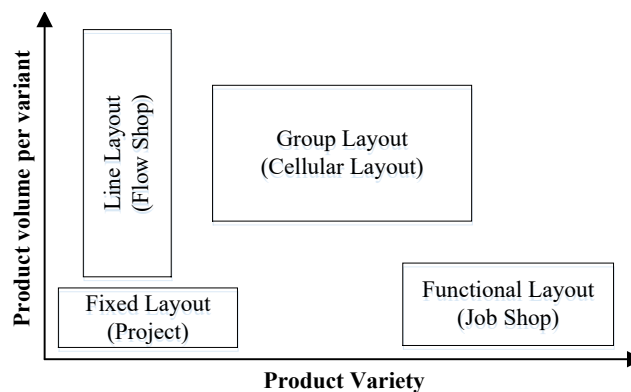 Product volume per variant
Line Layout
(Flow Shop)
Group Layout
(Cellular Layout)
Fixed Layout
(Project)
Functional Layout
(Job Shop)
Product Variety